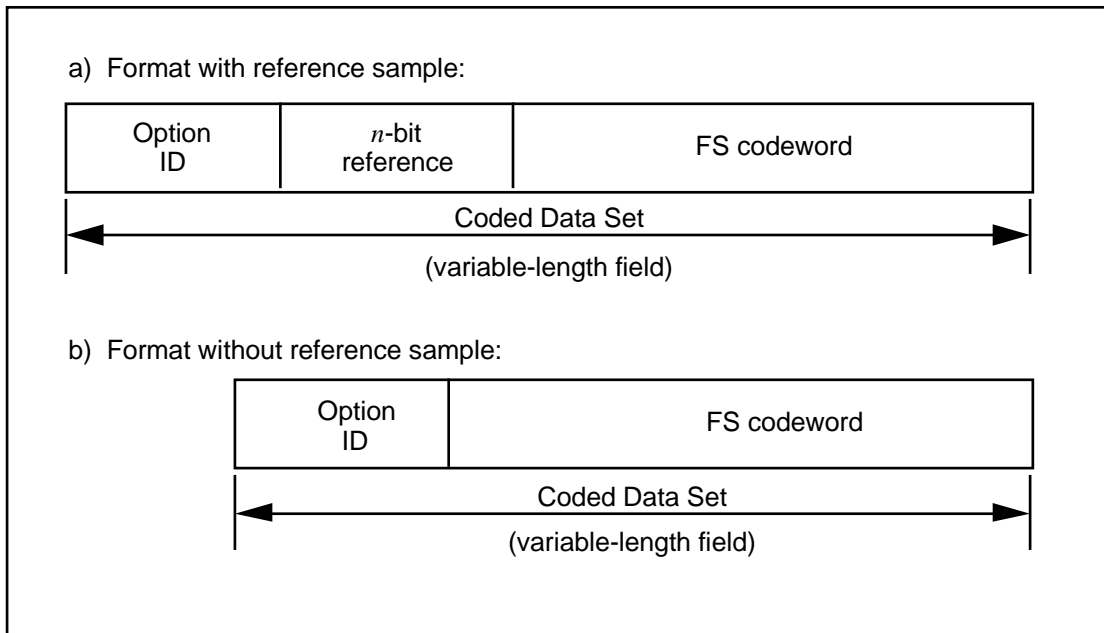 a) Format with reference sample:
Option
ID
n-bit
reference
FS codeword
Coded Data Set
(variable-length field)
b) Format without reference sample:
Option
ID
FS codeword
Coded Data Set
(variable-length field)